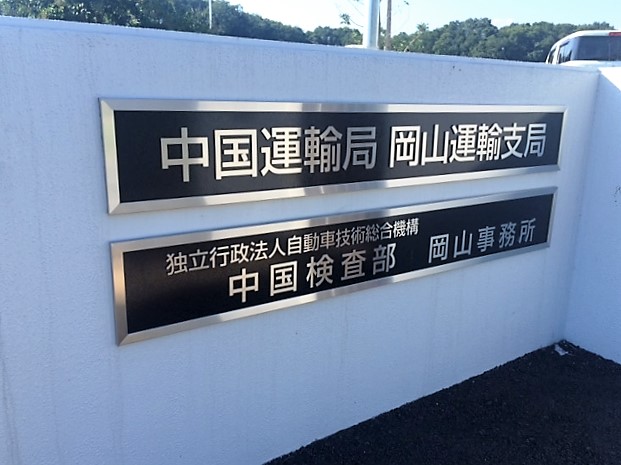 中国運輸局 岡山運輸支局
独立行政法人自動車技術総合機構
中国検査部 岡山事務所